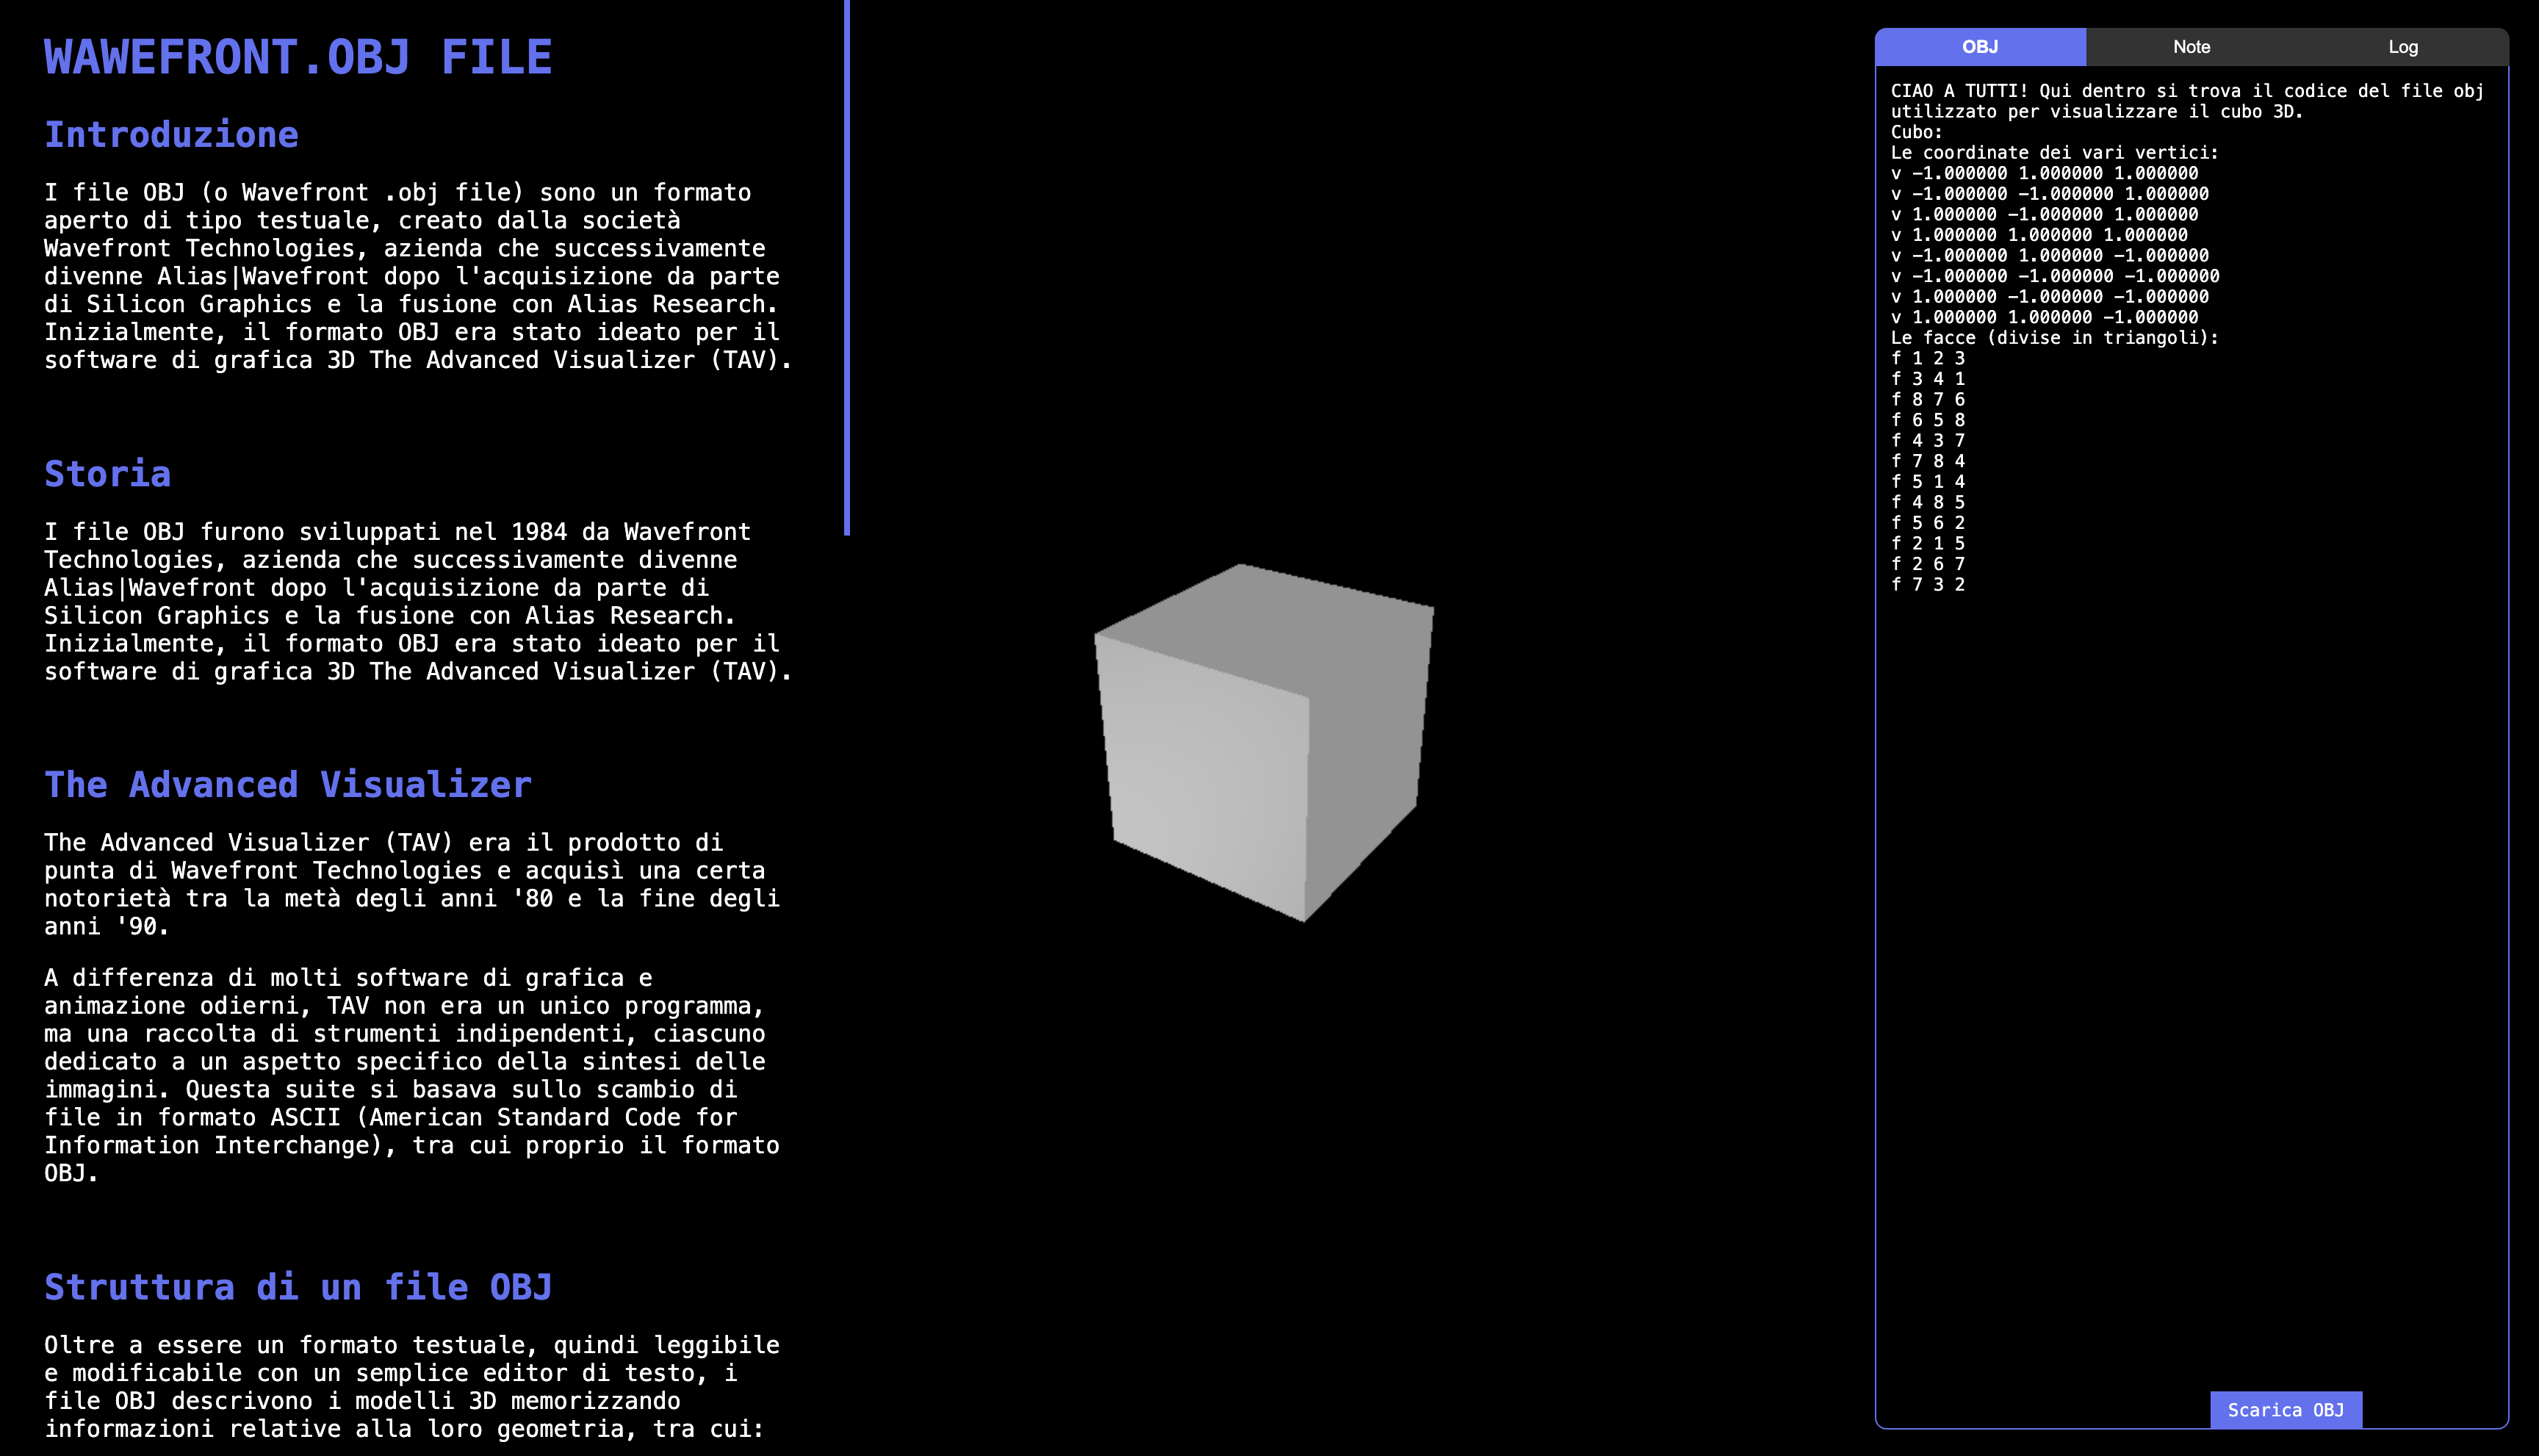 WAWEFRONT.OBJ FILE
Introduzione
I file OBJ (o Wavefront .obj file) sono un formato
aperto di tipo testuale, creato dalla società
Wavefront Technologies, azienda che successivamente
divenne Alias|Wavefront dopo l'acquisizione da parte
di Silicon Graphics e la fusione con Alias Research.
Inizialmente, il formato OBJ era stato ideato per il
software di grafica 3D The Advanced Visualizer (TAV).
Storia
I file OBJ furono sviluppati nel 1984 da Wavefront
Technologies, azienda che successivamente divenne
Alias|Wavefront dopo l'acquisizione da parte di
Silicon Graphics e la fusione con Alias Research.
Inizialmente, il formato OBJ era stato ideato per il
software di grafica 3D The Advanced Visualizer (TAV).
The Advanced Visualizer
The Advanced Visualizer (TAV) era il prodotto di
punta di Wavefront Technologies e acquisì una certa
notorietà tra la metà degli anni '80 e la fine degli
anni '90.
A differenza di molti software di grafica e
animazione odierni, TAV non era un unico programma,
ma una raccolta di strumenti indipendenti, ciascuno
dedicato a un aspetto specifico della sintesi delle
immagini. Questa suite si basava sullo scambio di
file in formato ASCII (American Standard Code for
Information Interchange), tra cui proprio il formato
OBJ.
Struttura di un file OBJ
Oltre a essere un formato testuale, quindi leggibile
e modificabile con un semplice editor di testo, i
file OBJ descrivono i modelli 3D memorizzando
informazioni relative alla loro geometria, tra cui:
OBJ
Note
Log
CIAO A TUTTI! Qui dentro si trova il codice del file obj
utilizzato per visualizzare il cubo 3D.
Cubo:
Le coordinate dei vari vertici:
v -1.000000 1.000000 1.000000
v -1.000000 -1.000000 1.000000
v 1.000000 -1.000000 1.000000
v 1.000000 1.000000 1.000000
v -1.000000 1.000000 -1.000000
v -1.000000 -1.000000 -1.000000
v 1.000000 -1.000000 -1.000000
v 1.000000 1.000000 -1.000000
Le facce (divise in triangoli):
f 1 2 3
f 3 4 1
f 8 7 6
f 6 5 8
f 4 3 7
f 7 8 4
f 5 1 4
f 4 8 5
f 5 6 2
f 2 1 5
f 2 6 7
f 7 3 2
Scarica OBJ